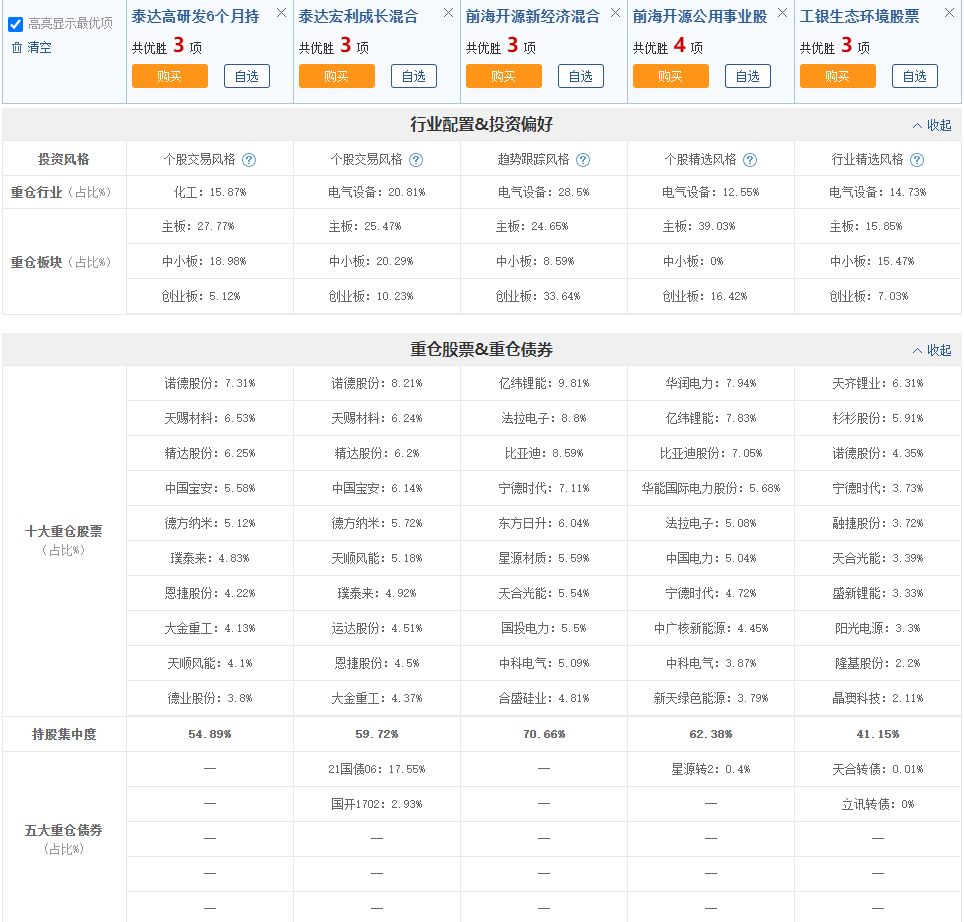 高亮显示最优项
清空
泰达高研发6个月持 泰达宏利成长混合 前海开源新经济混合 前海开源公用事业股 工银生态环境股票
共优胜 3 项 共优胜 3 项 共优胜 3 项 共优胜 4 项 共优胜 3 项
购买 自选 购买 自选 购买 自选 购买 自选 购买 自选
行业配置&投资偏好 收起
投资风格 个股交易风格 ? 个股交易风格 ? 趋势跟踪风格 ? 个股精选风格 ? 行业精选风格 ?
重仓行业（占比%） 化工：15.87% 电气设备：20.81% 电气设备：28.5% 电气设备：12.55% 电气设备：14.73%
重仓板块（占比%） 主板：27.77% 主板：25.47% 主板：24.65% 主板：39.03% 主板：15.85%
中小板：18.98% 中小板：20.29% 中小板：8.59% 中小板：0% 中小板：15.47%
创业板：5.12% 创业板：10.23% 创业板：33.64% 创业板：16.42% 创业板：7.03%
重仓股票&重仓债券 收起
十大重仓股票
（占比%）
诺德股份：7.31% 诺德股份：8.21% 亿纬锂能：9.81% 华润电力：7.94% 天齐锂业：6.31%
天赐材料：6.53% 天赐材料：6.24% 法拉电子：8.8% 亿纬锂能：7.83% 杉杉股份：5.91%
精达股份：6.25% 精达股份：6.2% 比亚迪：8.59% 比亚迪股份：7.05% 诺德股份：4.35%
中国宝安：5.58% 中国宝安：6.14% 宁德时代：7.11% 华能国际电力股份：5.68% 宁德时代：3.73%
德方纳米：5.12% 德方纳米：5.72% 东方日升：6.04% 法拉电子：5.08% 融捷股份：3.72%
璞泰来：4.83% 天顺风能：5.18% 星源材质：5.59% 中国电力：5.04% 天合光能：3.39%
恩捷股份：4.22% 璞泰来：4.92% 天合光能：5.54% 宁德时代：4.72% 盛新锂能：3.33%
大金重工：4.13% 运达股份：4.51% 国投电力：5.5% 中广核新能源：4.45% 阳光电源：3.3%
天顺风能：4.1% 恩捷股份：4.5% 中科电气：5.09% 中科电气：3.87% 隆基股份：2.2%
德业股份：3.8% 大金重工：4.37% 合盛硅业：4.81% 新天绿色能源：3.79% 晶澳科技：2.11%
持股集中度 54.89% 59.72% 70.66% 62.38% 41.15%
五大重仓债券
（占比%）
— 21国债06：17.55% — 星源转2：0.4% 天合转债：0.01%
— 国开1702：2.93% — — 立讯转债：0%
— — — — —
— — — — —
— — — — —